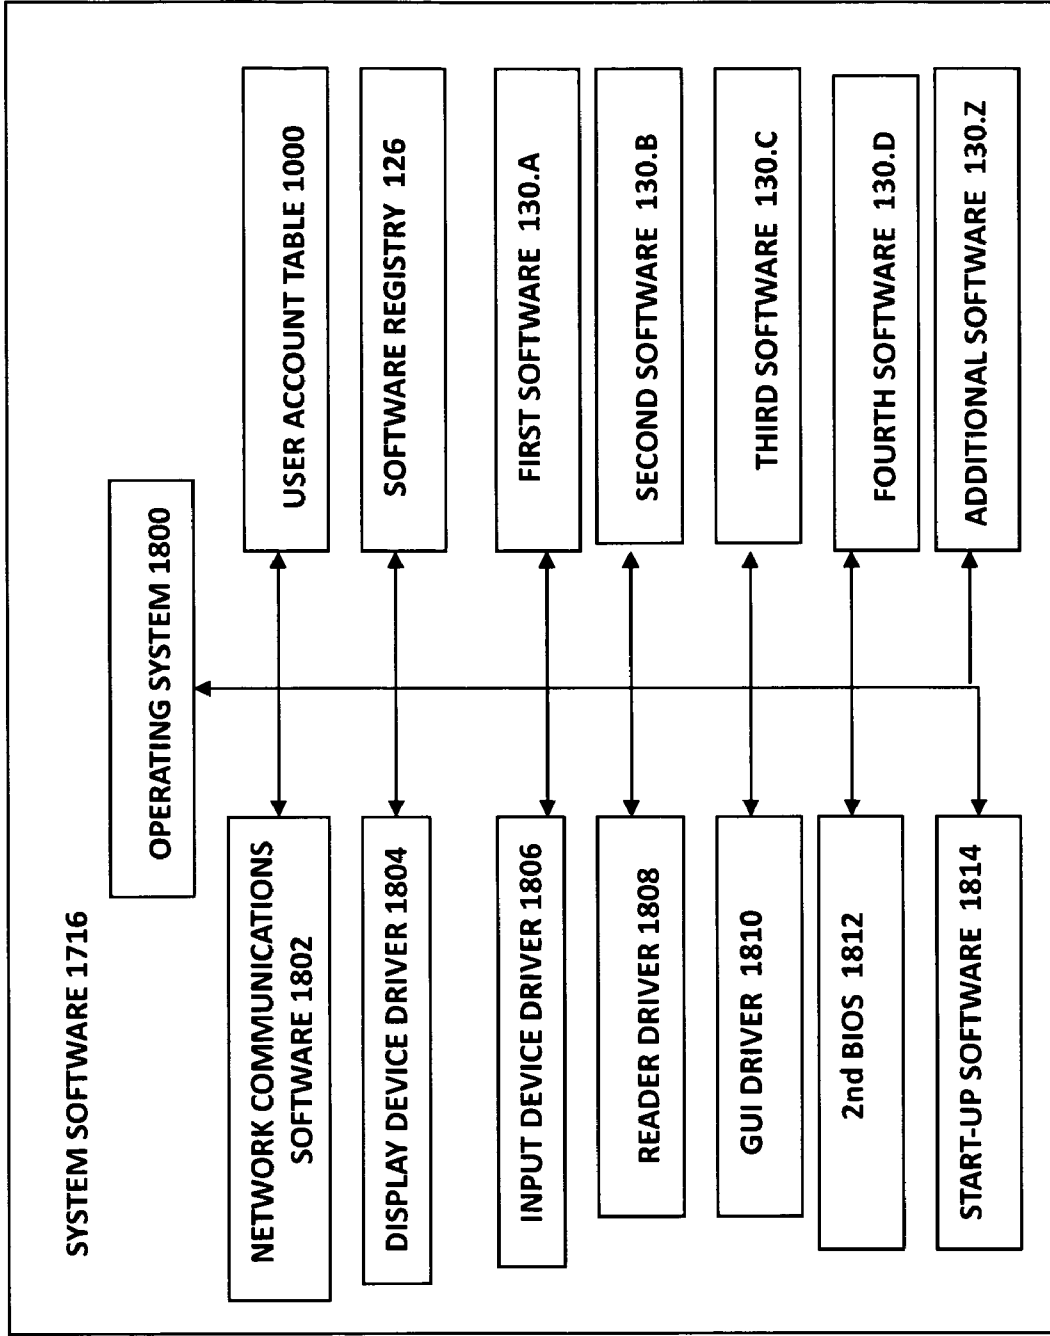 SYSTEM SOFTWARE 1716
OPERATING SYSTEM 1800
NETWORK COMMUNICATIONS
SOFTWARE 1802
USER ACCOUNT TABLE 1000
DISPLAY DEVICE DRIVER 1804
SOFTWARE REGISTRY 126
INPUT DEVICE DRIVER 1806
FIRST SOFTWARE 130.A
READER DRIVER 1808
SECOND SOFTWARE 130.B
GUI DRIVER 1810
THIRD SOFTWARE 130.C
2nd BIOS 1812
FOURTH SOFTWARE 130.D
START-UP SOFTWARE 1814
ADDITIONAL SOFTWARE 130.Z